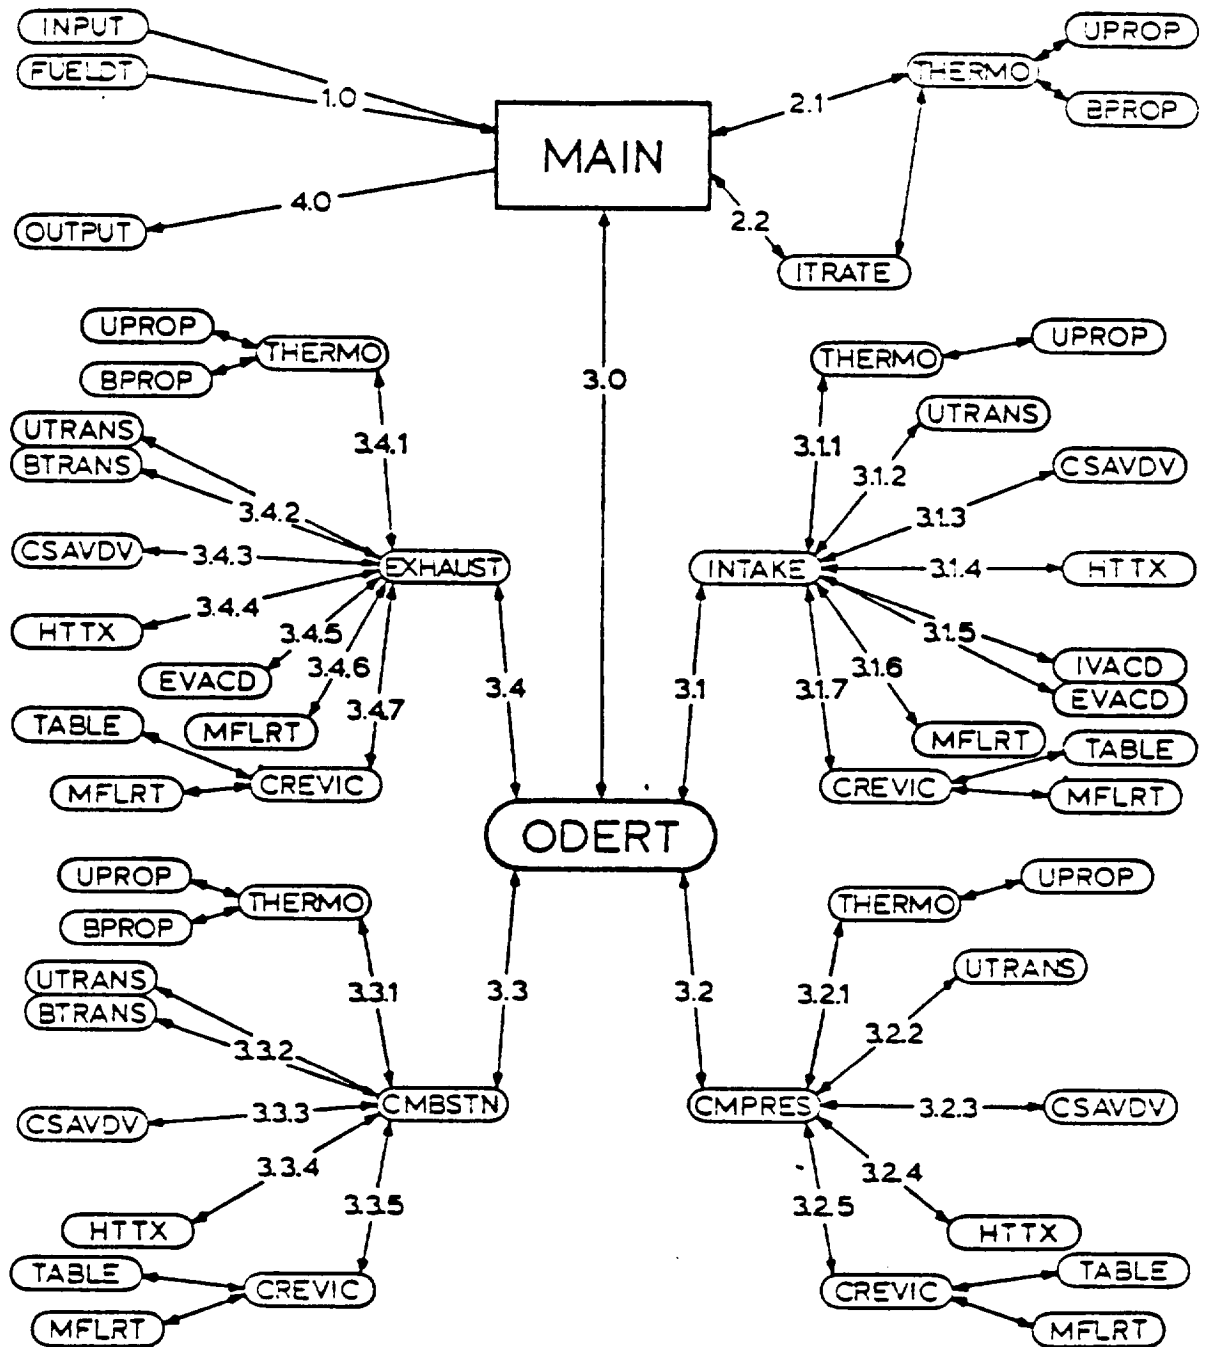 INPUT
FUELDT
1.0
MAIN
2.1
THERMO
UPROP
BPROP
4.0
OUTPUT
2.2
ITRATE
3.0
UPROP
BPROP
THERMO
3.4.1
UTRANS
BTRANS
3.4.2
CSAVDV
3.4.3
EXHAUST
HTTX
3.4.4
3.4.5
EVACD
3.4.6
MFLRT
3.4.7
TABLE
MFLRT
CREVIC
3.4
THERMO
UPROP
3.1.1
UTRANS
3.1.2
CSAVDV
3.1.3
INTAKE
3.1.4
HTTX
3.1.5
IVACD
EVACD
3.1.6
MFLRT
3.1.7
CREVIC
TABLE
MFLRT
3.1
ODERT
UPROP
BPROP
THERMO
3.3.1
UTRANS
BTRANS
3.3.2
CSAVDV
3.3.3
CMBSTN
3.3
3.3.4
HTTX
3.3.5
TABLE
MFLRT
CREVIC
THERMO
UPROP
3.2.1
UTRANS
3.2.2
3.2
CMPRES
3.2.3
CSAVDV
3.2.4
HTTX
3.2.5
CREVIC
TABLE
MFLRT